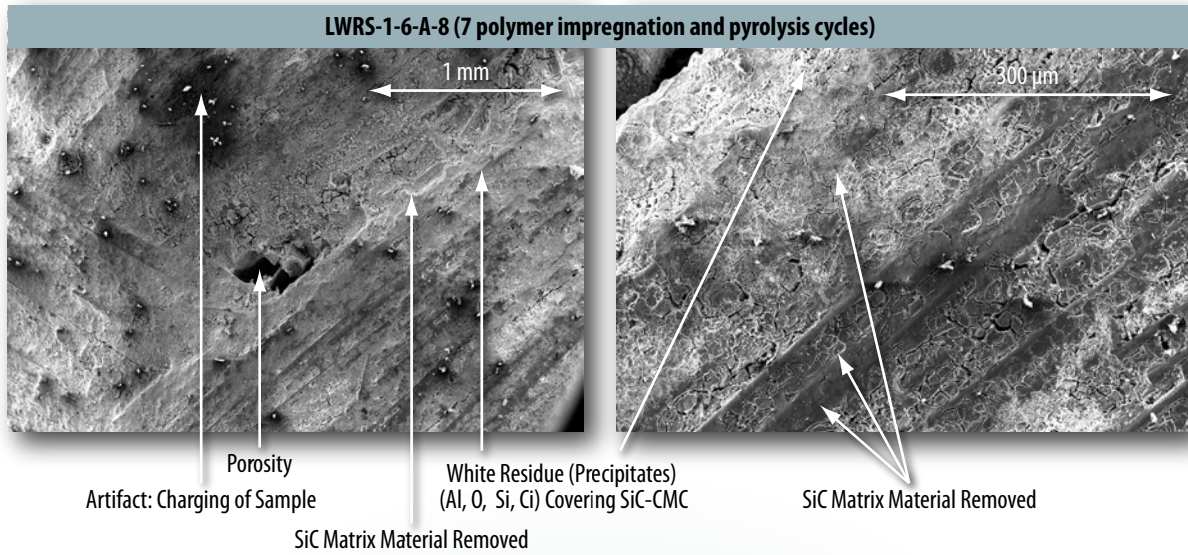 LWRS-1-6-A-8 (7 polymer impregnation and pyrolysis cycles)
1 mm
300 µm
Porosity
Artifact: Charging of Sample
SiC Matrix Material Removed
White Residue (Precipitates)
(Al, O, Si, Ci) Covering SiC-CMC
SiC Matrix Material Removed